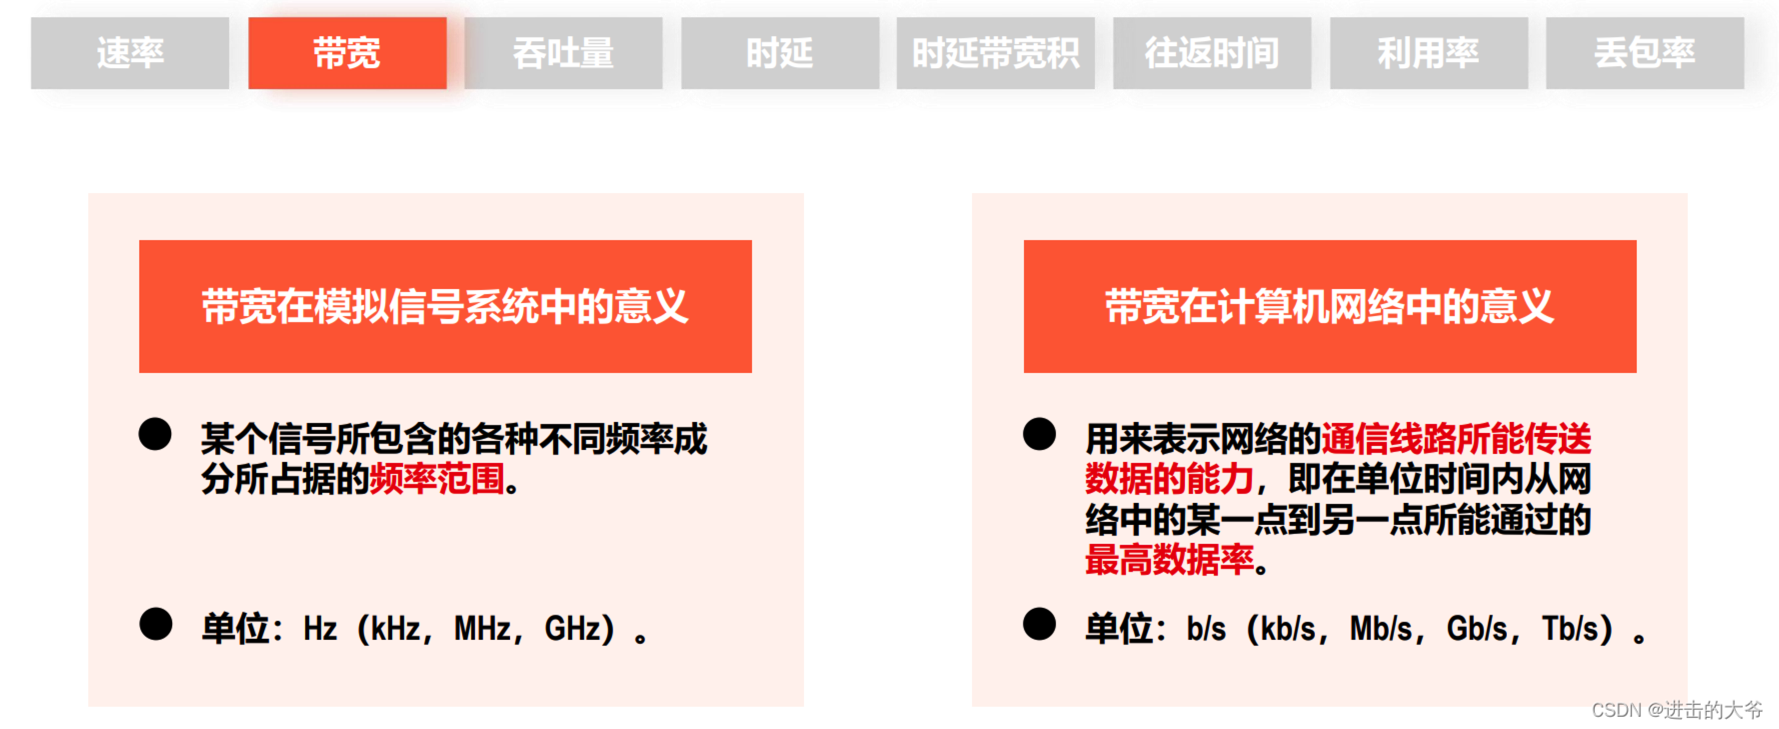 速率
带宽
吞吐量
时延
时延带宽积
往返时间
利用率
丢包率
带宽在模拟信号系统中的意义
某个信号所包含的各种不同频率成
分所占据的频率范围。
单位：Hz（kHz，MHz，GHz）。
带宽在计算机网络中的意义
用来表示网络的通信线路所能传送
数据的能力，即在单位时间内从网
络中的某一点到另一点所能通过的
最高数据率。
单位：b/s（kb/s，Mb/s，Gb/s，Tb/s）。
CSDN @进击的大爷